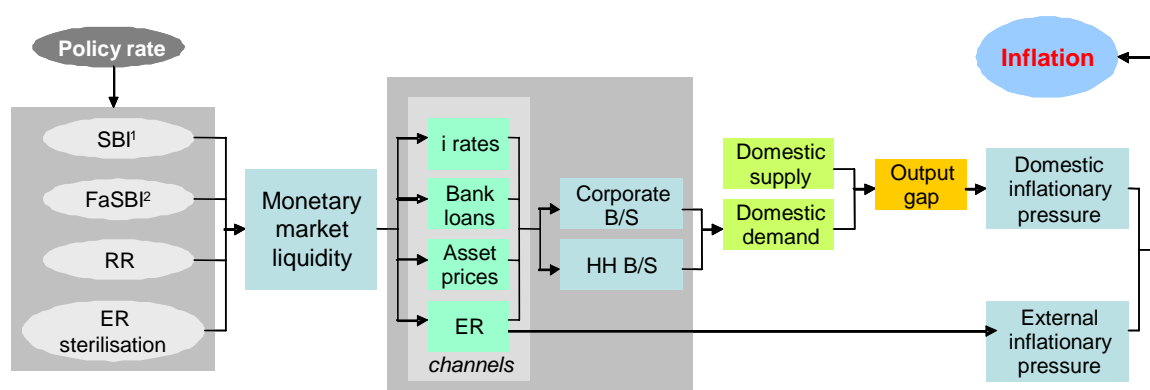 Policy rate
SBI¹
FaSBI²
RR
ER
sterilisation
Monetary
market
liquidity
i rates
Bank
loans
Asset
prices
ER
channels
Corporate
B/S
HH B/S
Domestic
supply
Domestic
demand
Output
gap
Domestic
inflationary
pressure
External
inflationary
pressure
Inflation